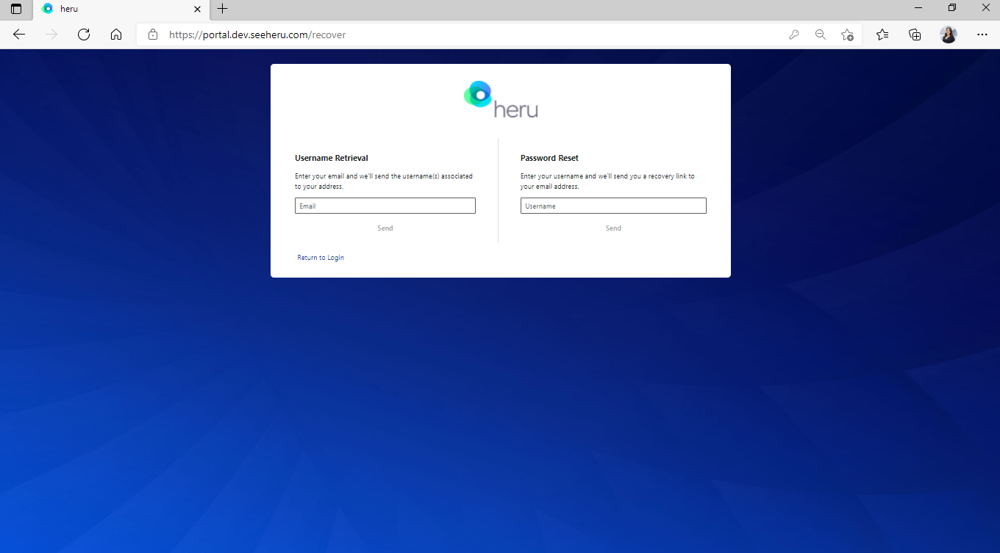 heru
https://portal.dev.seeheru.com/recover
heru
Username Retrieval
Enter your email and we'll send the username(s) associated
to your address.
Email
Send
Password Reset
Enter your username and we'll send you a recovery link to
your email address.
Username
Send
Return to Login